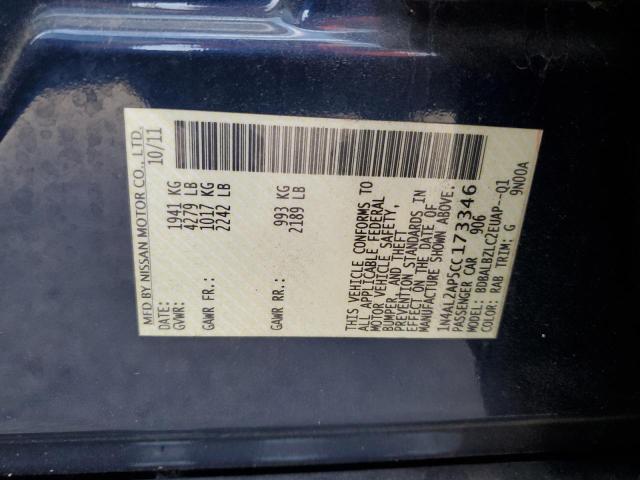 MFD BY NISSAN MOTOR CO., LTD.
DATE: 10/11
GVWR: 1941 KG
4279 LB
GAWR FR: 1017 KG
2242 LB
GAWR RR: 993 KG
2189 LB
THIS VEHICLE CONFORMS TO
ALL APPLICABLE FEDERAL
MOTOR VEHICLE SAFETY,
BUMPER, AND THEFT
PREVENTION STANDARDS IN
EFFECT ON THE DATE OF
MANUFACTURE SHOWN ABOVE.
1N4AL2AP5CC173346
PASSENGER CAR 906
MODEL: BDBALBZLC2EUAP--Q1
COLOR: RAB TRIM: G 9N00A